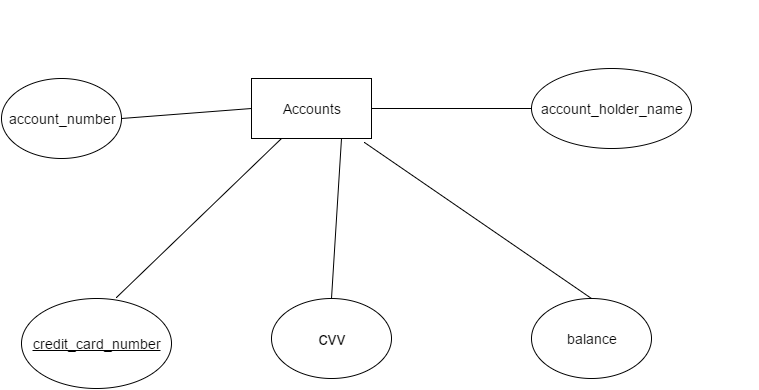 account_number
Accounts
account_holder_name
credit_card_number
CVV
balance